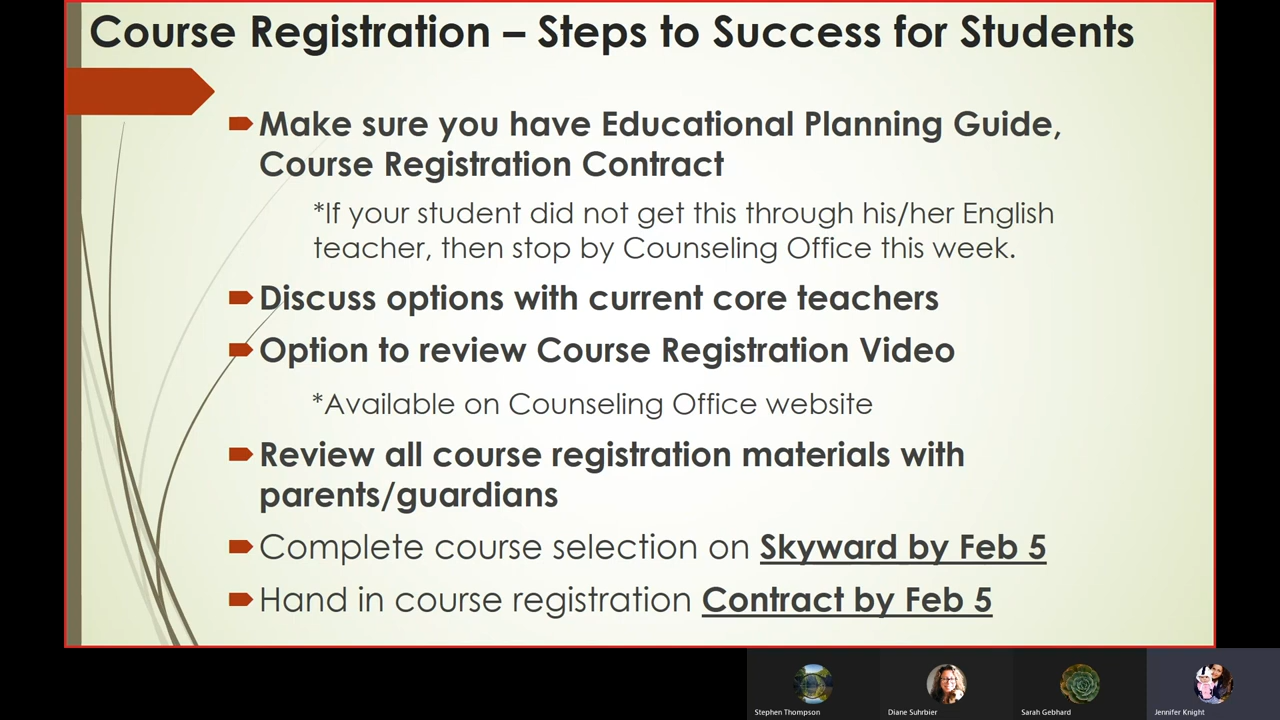 Course Registration – Steps to Success for Students
Make sure you have Educational Planning Guide,
Course Registration Contract
*If your student did not get this through his/her English
teacher, then stop by Counseling Office this week.
Discuss options with current core teachers
Option to review Course Registration Video
*Available on Counseling Office website
Review all course registration materials with
parents/guardians
Complete course selection on Skyward by Feb 5
Hand in course registration Contract by Feb 5
Stephen Thompson
Diane Suhrbier
Sarah Gebhard
Jennifer Knight